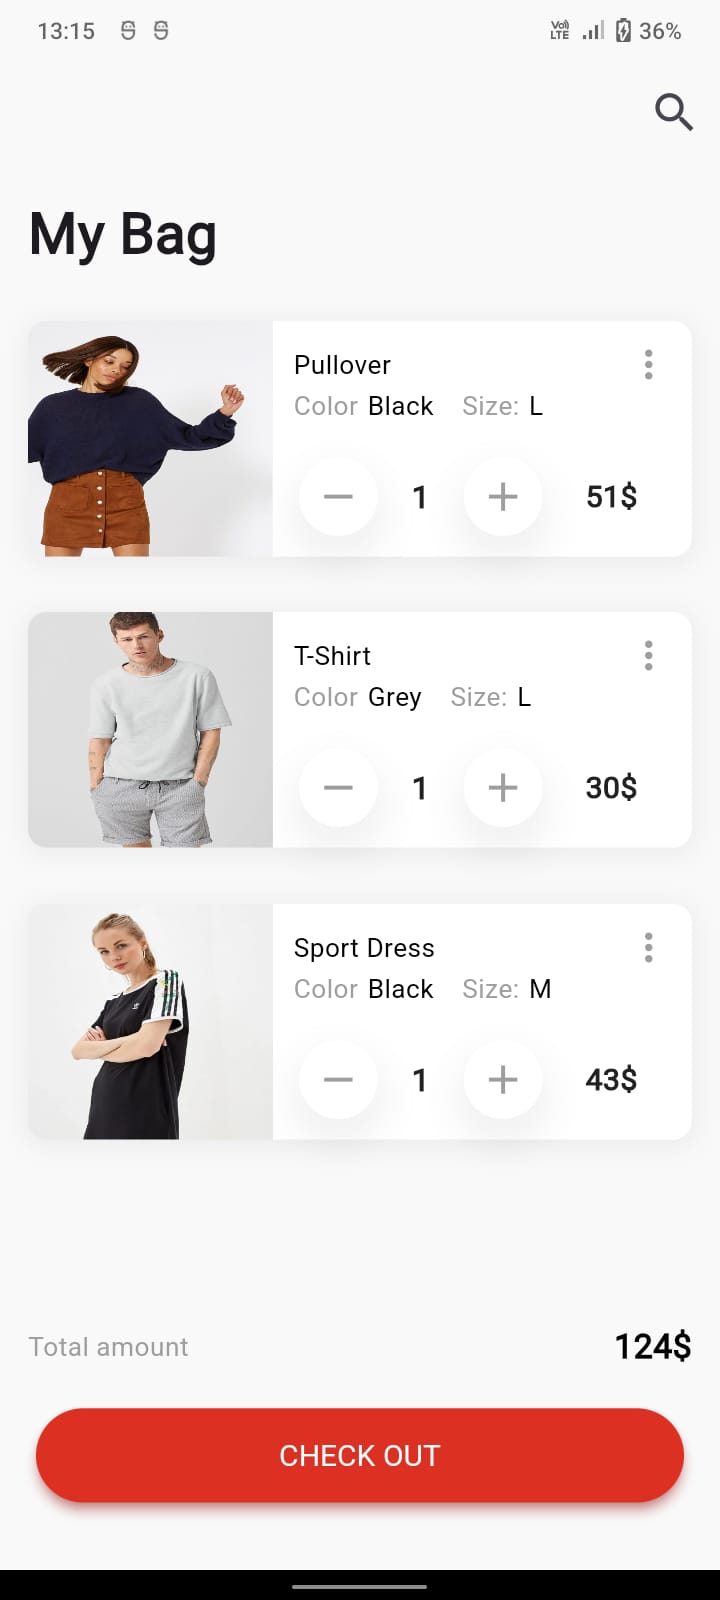 13:15 VoLTE 36%
My Bag
Pullover
Color Black Size: L
1 51$
T-Shirt
Color Grey Size: L
1 30$
Sport Dress
Color Black Size: M
1 43$
Total amount 124$
CHECK OUT